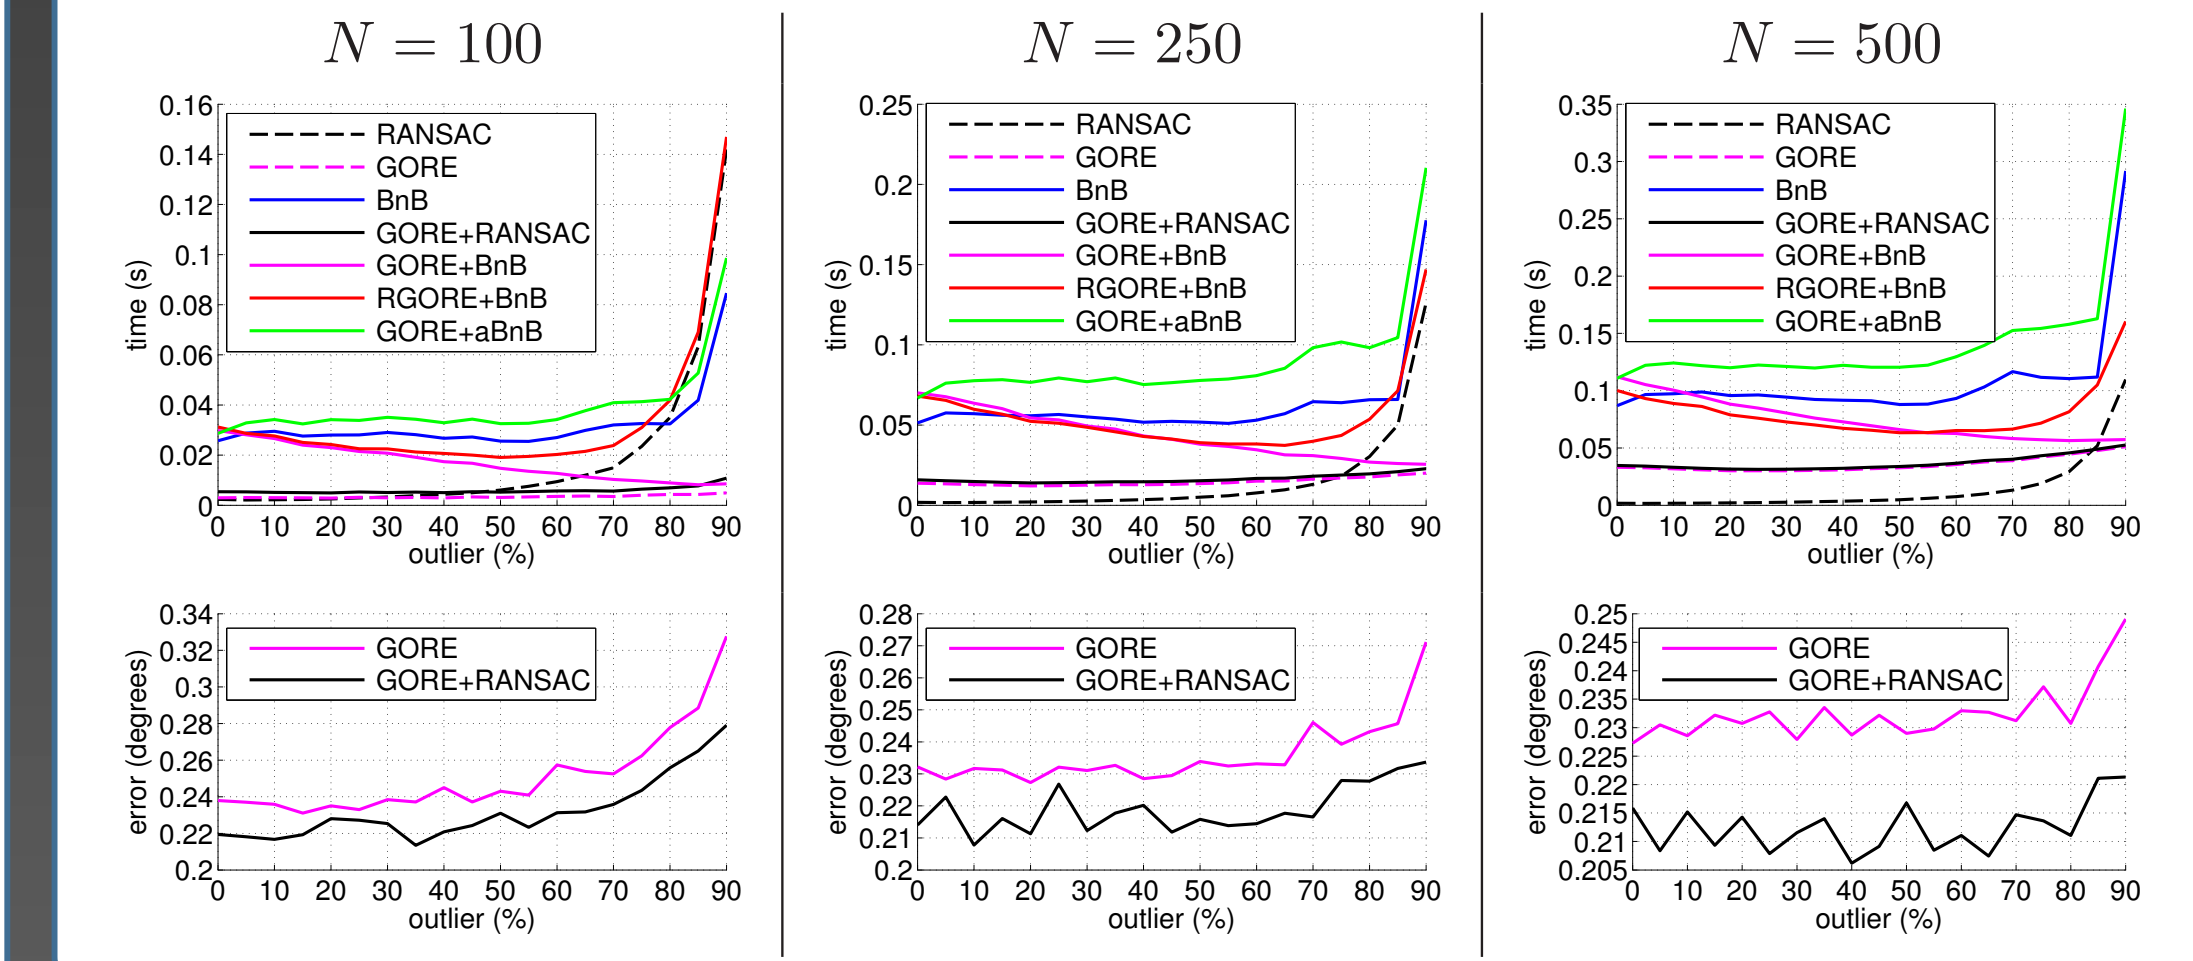 N = 100
0.16
0.14
0.12
0.1
0.08
0.06
0.04
0.02
0
time (s)
RANSAC
GORE
BnB
GORE+RANSAC
GORE+BnB
RGORE+BnB
GORE+aBnB
0 10 20 30 40 50 60 70 80 90
outlier (%)
0.34
0.32
0.3
0.28
0.26
0.24
0.22
0.2
error (degrees)
GORE
GORE+RANSAC
0 10 20 30 40 50 60 70 80 90
outlier (%)
N = 250
0.25
0.2
0.15
0.1
0.05
0
time (s)
RANSAC
GORE
BnB
GORE+RANSAC
GORE+BnB
RGORE+BnB
GORE+aBnB
0 10 20 30 40 50 60 70 80 90
outlier (%)
0.28
0.27
0.26
0.25
0.24
0.23
0.22
0.21
0.2
error (degrees)
GORE
GORE+RANSAC
0 10 20 30 40 50 60 70 80 90
outlier (%)
N = 500
0.35
0.3
0.25
0.2
0.15
0.1
0.05
0
time (s)
RANSAC
GORE
BnB
GORE+RANSAC
GORE+BnB
RGORE+BnB
GORE+aBnB
0 10 20 30 40 50 60 70 80 90
outlier (%)
0.25
0.245
0.24
0.235
0.23
0.225
0.22
0.215
0.21
0.205
error (degrees)
GORE
GORE+RANSAC
0 10 20 30 40 50 60 70 80 90
outlier (%)